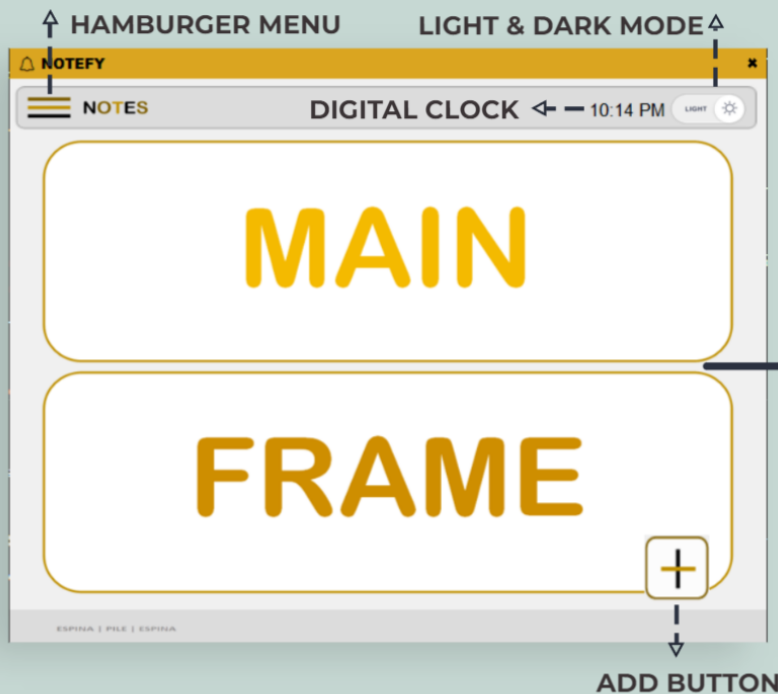 HAMBURGER MENU
LIGHT & DARK MODE
NOTEFY
NOTES
DIGITAL CLOCK
10:14 PM
LIGHT
MAIN
FRAME
ESPINA | PILE | ESPINA
ADD BUTTON